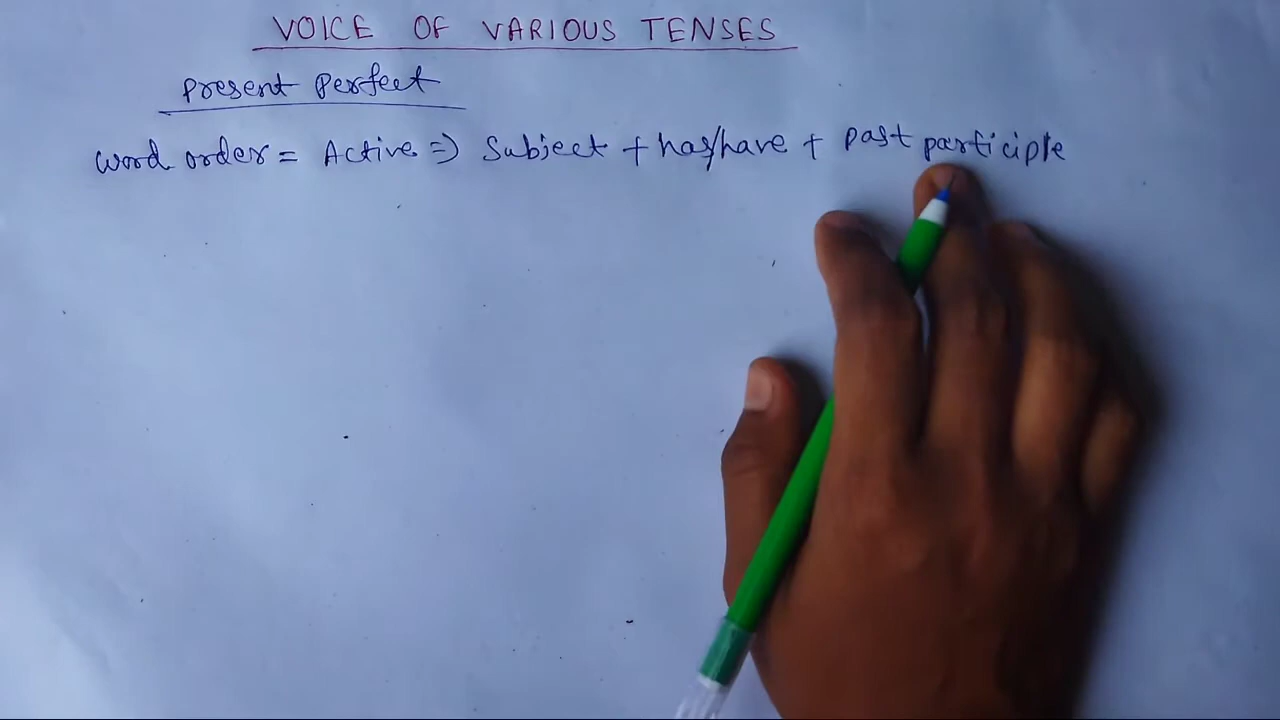 VOICE OF VARIOUS TENSES
Present Perfect
word order = Active => Subject + has/have + past participle